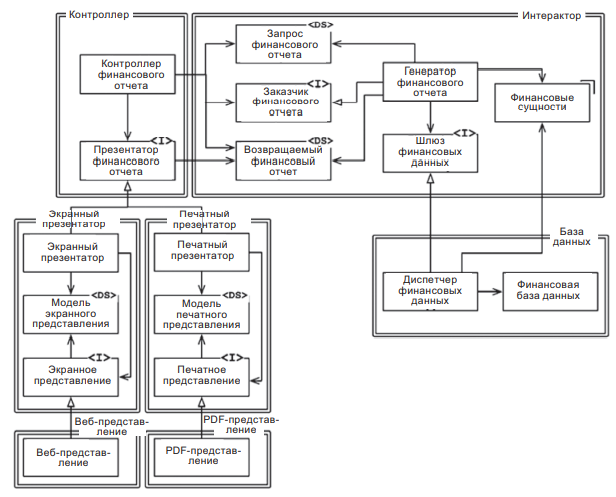 Контроллер
Интерактор
<DS>
Запрос
финансового
отчета
Контроллер
финансового
отчета
<I>
Заказчик
финансового
отчета
Генератор
финансового
отчета
Финансовые
сущности
<I>
Презентатор
финансового
отчета
<DS>
Возвращаемый
финансовый
отчет
<I>
Шлюз
финансовых
данных
Экранный
презентатор
Печатный
презентатор
База
данных
Экранный
презентатор
Печатный
презентатор
Диспетчер
финансовых
данных
Финансовая
база данных
<DS>
Модель
экранного
представления
<DS>
Модель
печатного
представления
<I>
Экранное
представление
<I>
Печатное
представление
Веб-представ-
ление
PDF-представ-
ление
Веб-представ-
ление
PDF-представ-
ление